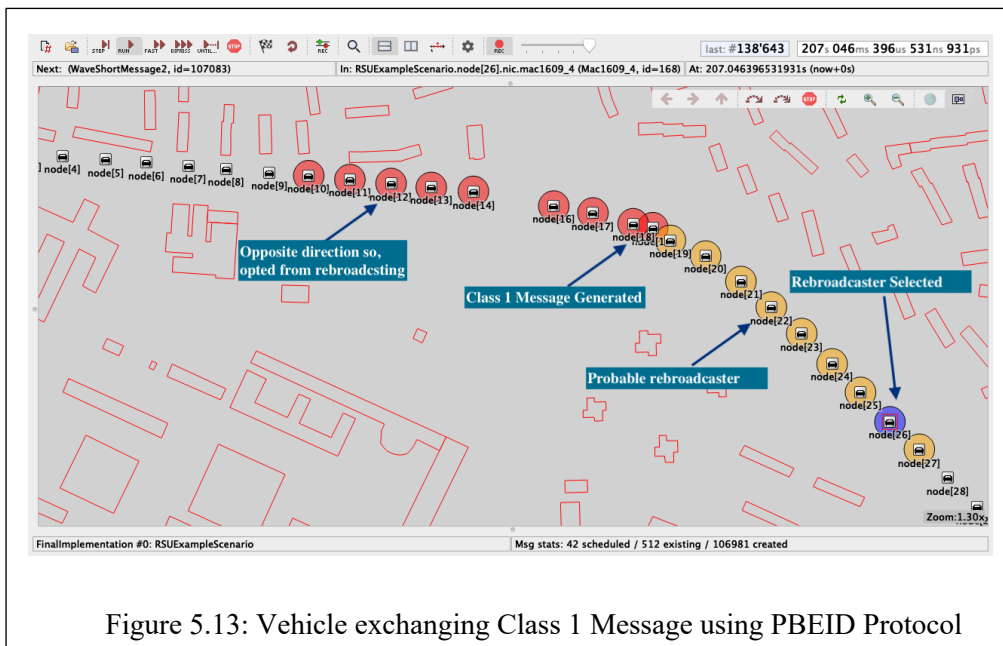 STEP RUN FAST EXPRESS UNTIL... STOP REC REC last: #138'643 207s 046ms 396us 531ns 931ps
Next: (WaveShortMessage2, id=107083) In: RSUExampleScenario.node[26].nic.mac1609_4 (Mac1609_4, id=168) At: 207.046396531931s (now+0s)
STOP
] node[4] node[5] node[6] node[7] node[8] node[9] node[10] node[11] node[12] node[13] node[14]
node[16] node[17] node[18] node[1 node[19] node[20]
Opposite direction so,
opted from rebroadcsting
Rebroadcaster Selected
node[21]
Class 1 Message Generated
node[22]
node[23]
Probable rebroadcaster
node[24]
node[25]
node[26]
node[27]
node[28]
Zoom:1.30x
FinalImplementation #0: RSUExampleScenario Msg stats: 42 scheduled / 512 existing / 106981 created
Figure 5.13: Vehicle exchanging Class 1 Message using PBEID Protocol